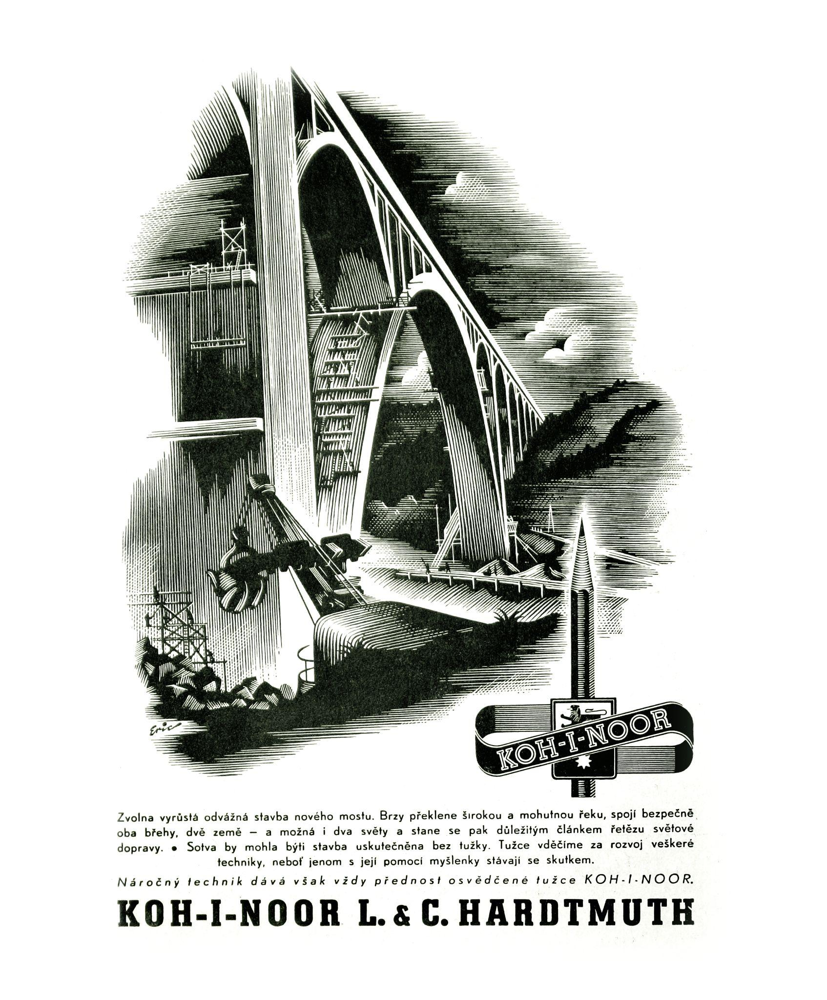 Eric
KOH-I-NOOR
Zvolna vyrůstá odvážná stavba nového mostu. Brzy překlene širokou a mohutnou řeku, spojí bezpečně
oba břehy, dvě země — a možná i dva světy a stane se pak důležitým článkem řetězu světové
dopravy. ● Sotva by mohla býti stavba uskutečněna bez tužky. Tužce vděčíme za rozvoj veškeré
techniky, neboť jenom s její pomocí myšlenky stávají se skutkem.
Náročný technik dává však vždy přednost osvědčené tužce KOH-I-NOOR.
KOH-I-NOOR L. & C. HARDTMUTH